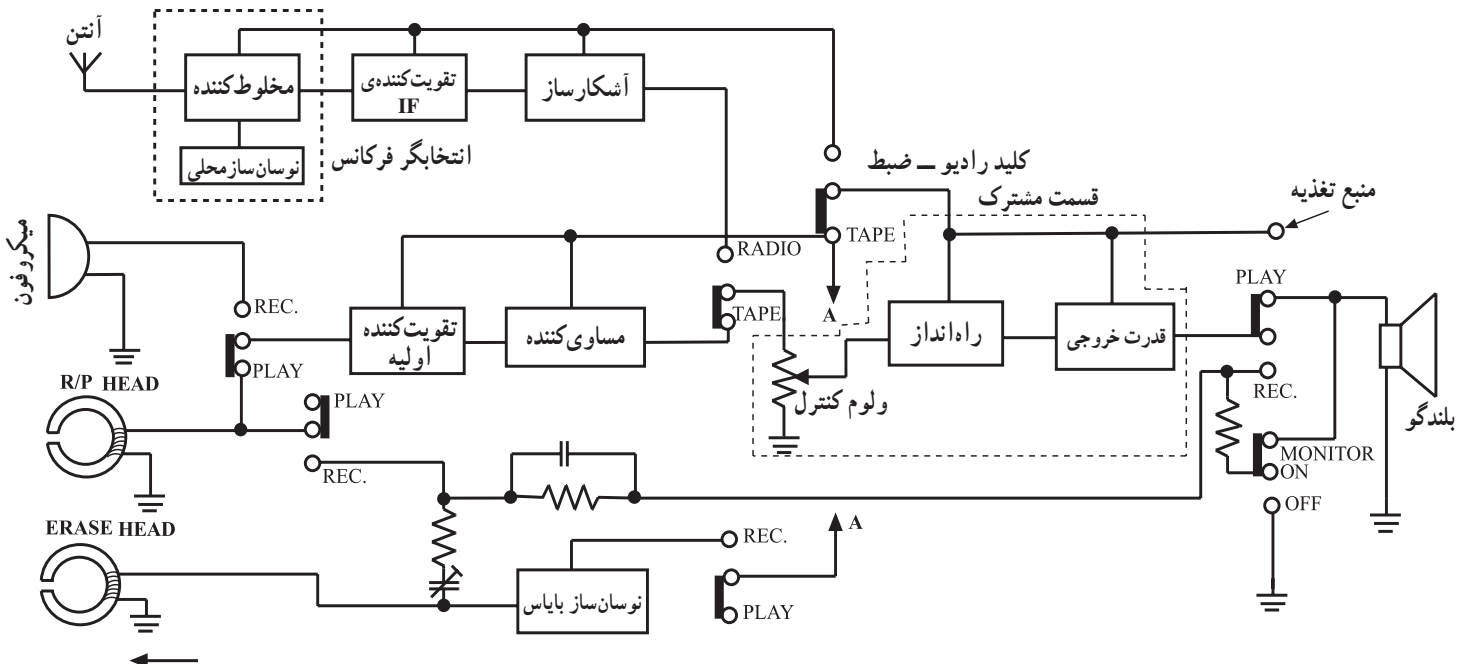 آنتن
مخلوط‌کننده
تقویت‌کننده‌ی
IF
آشکارساز
نوسان‌ساز محلی
انتخابگر فرکانس
کلید رادیو ــ ضبط
قسمت مشترک
منبع تغذیه
میکروفون
RADIO
TAPE
REC.
PLAY
تقویت‌کننده
اولیه
مساوی‌کننده
TAPE
A
راه‌انداز
قدرت خروجی
PLAY
PLAY
REC.
R/P HEAD
PLAY
ولوم کنترل
بلندگو
REC.
MONITOR
ON
OFF
ERASE HEAD
A
REC.
نوسان‌ساز بایاس
PLAY